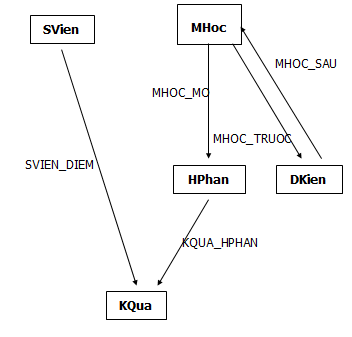 SVien
MHoc
MHOC_SAU
MHOC_MO
MHOC_TRUOC
SVIEN_DIEM
HPhan
DKien
KQUA_HPHAN
KQua